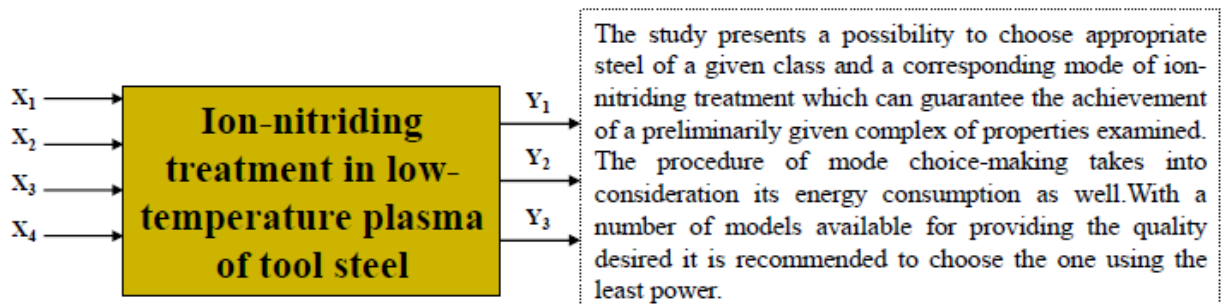 X1
X2
X3
X4
Ion-nitriding
treatment in low-
temperature plasma
of tool steel
Y1
Y2
Y3
The study presents a possibility to choose appropriate
steel of a given class and a corresponding mode of ion-
nitriding treatment which can guarantee the achievement
of a preliminarily given complex of properties examined.
The procedure of mode choice-making takes into
consideration its energy consumption as well.With a
number of models available for providing the quality
desired it is recommended to choose the one using the
least power.